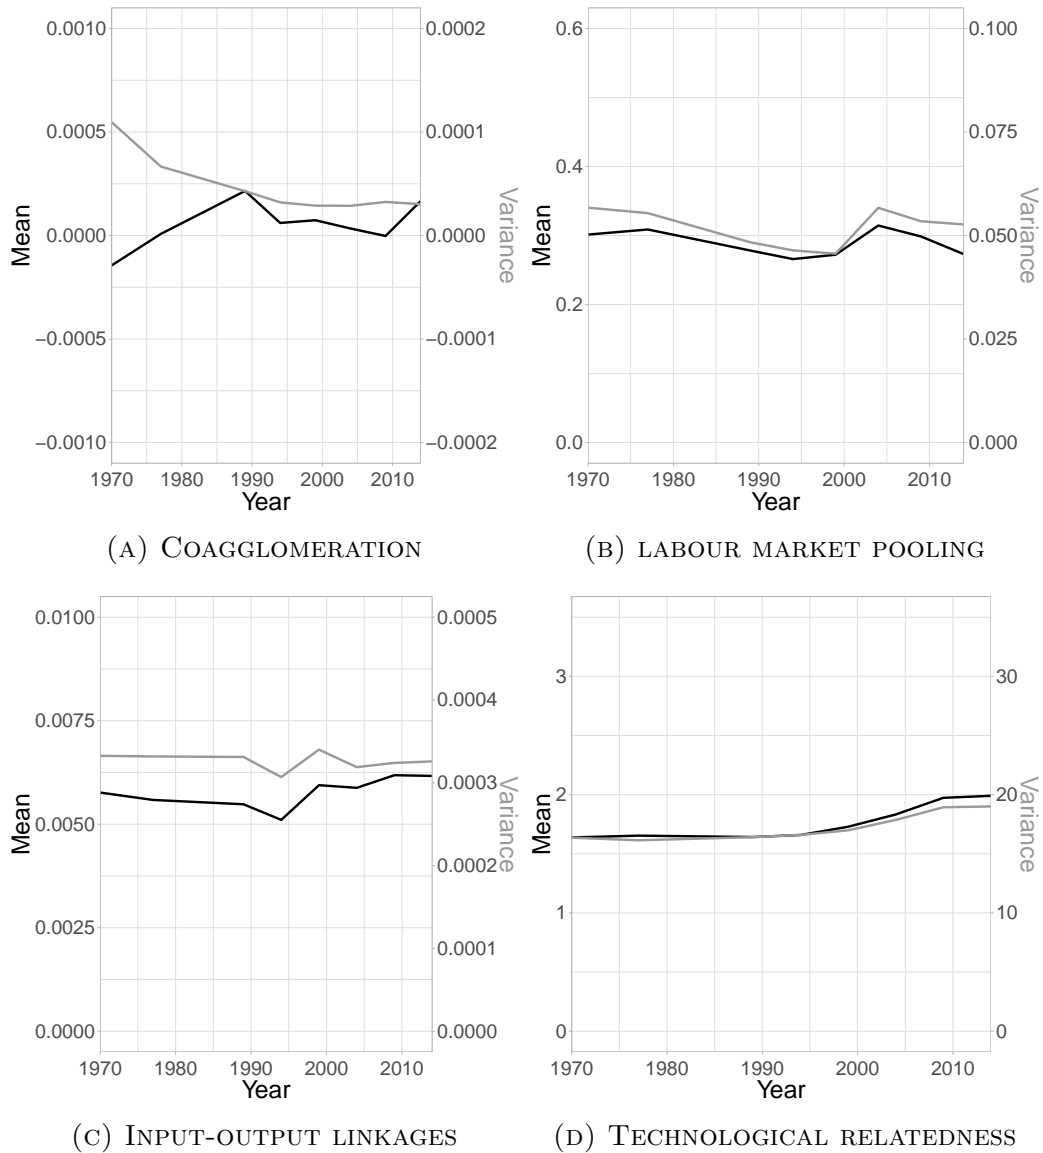 0.0010
0.0005
0.0000
−0.0005
−0.0010
Mean
0.0002
0.0001
0.0000
−0.0001
−0.0002
Variance
1970 1980 1990 2000 2010
Year
(A) COAGGLOMERATION
0.6
0.4
0.2
0.0
Mean
0.100
0.075
0.050
0.025
0.000
Variance
1970 1980 1990 2000 2010
Year
(B) LABOUR MARKET POOLING
0.0100
0.0075
0.0050
0.0025
0.0000
Mean
0.0005
0.0004
0.0003
0.0002
0.0001
0.0000
Variance
1970 1980 1990 2000 2010
Year
(C) INPUT-OUTPUT LINKAGES
3
2
1
0
Mean
30
20
10
0
Variance
1970 1980 1990 2000 2010
Year
(D) TECHNOLOGICAL RELATEDNESS